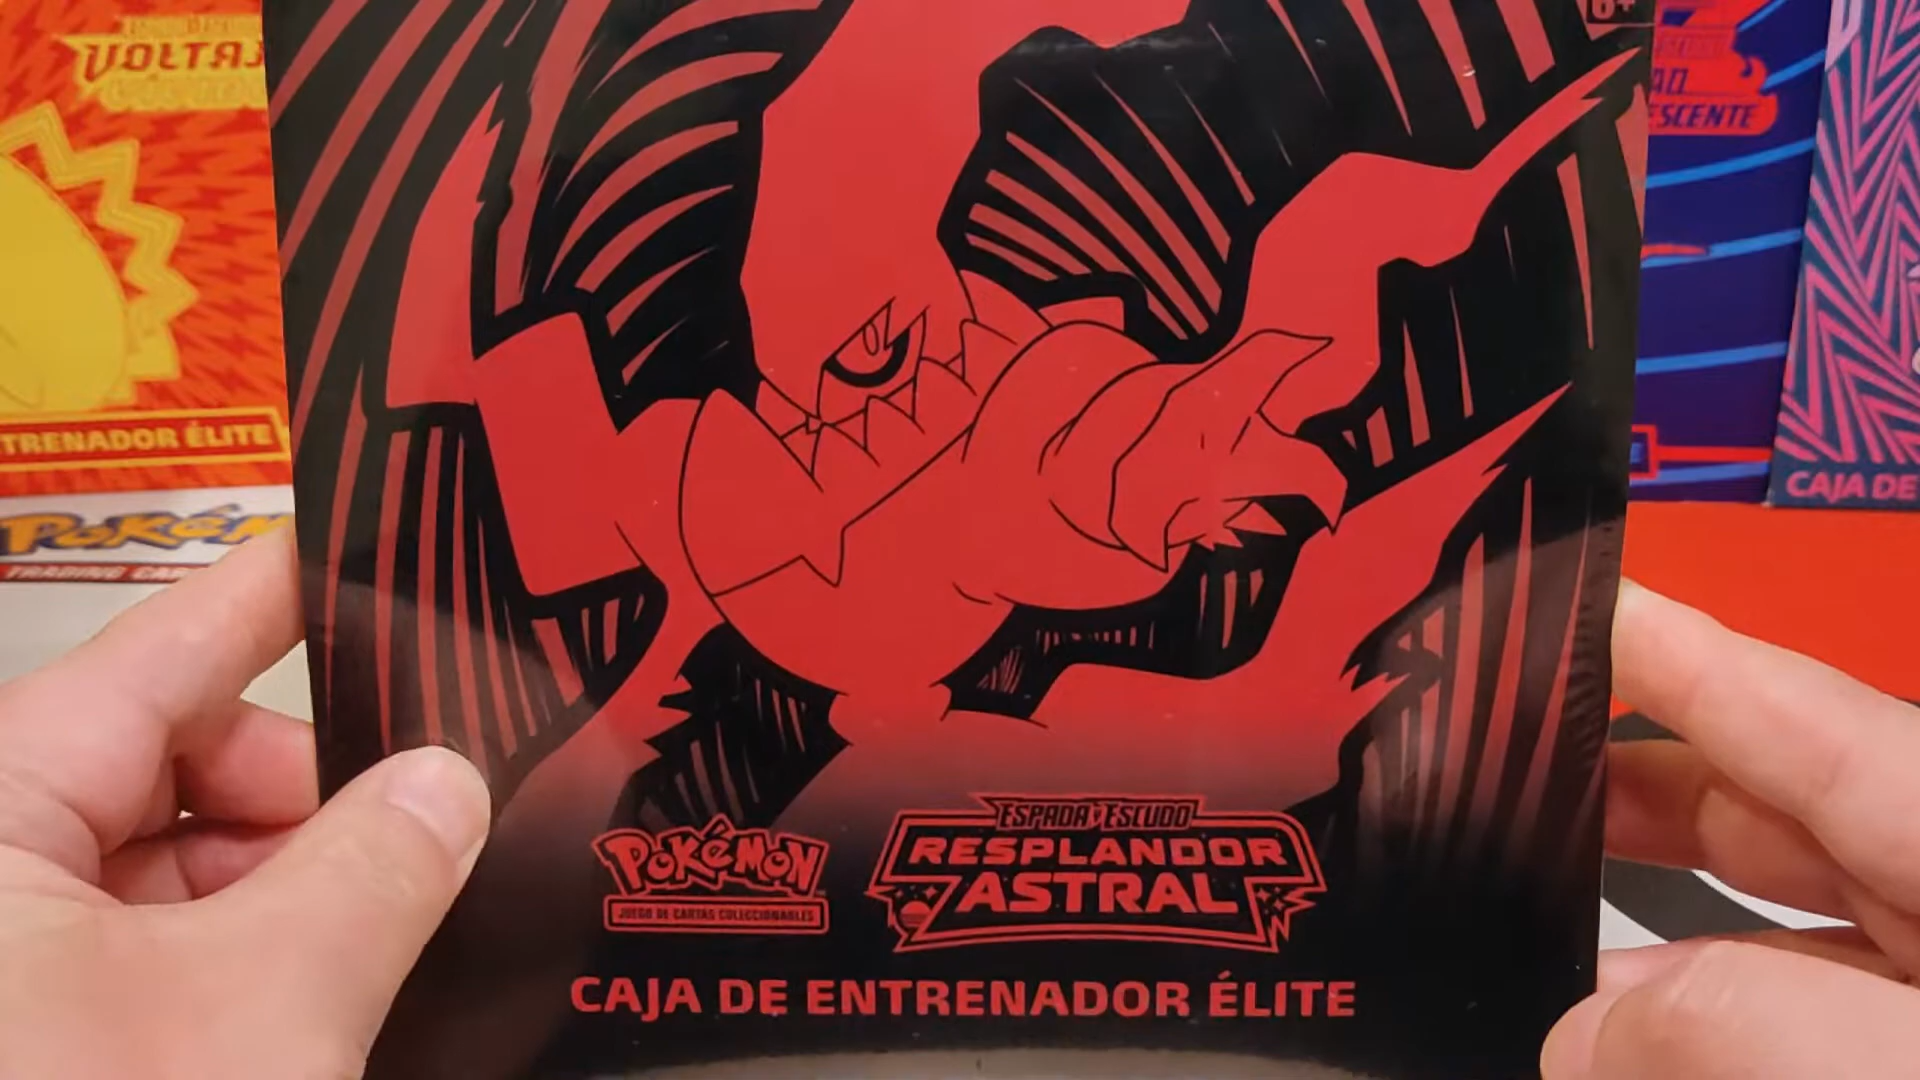 6+
VOLTAJ
TRENADOR ÉLITE
POKÉM
TRADING CAR
ESCENTE
CAJA DE
ESPADA Y ESCUDO
RESPLANDOR
ASTRAL
POKÉMON
JUEGO DE CARTAS COLECCIONABLES
CAJA DE ENTRENADOR ÉLITE